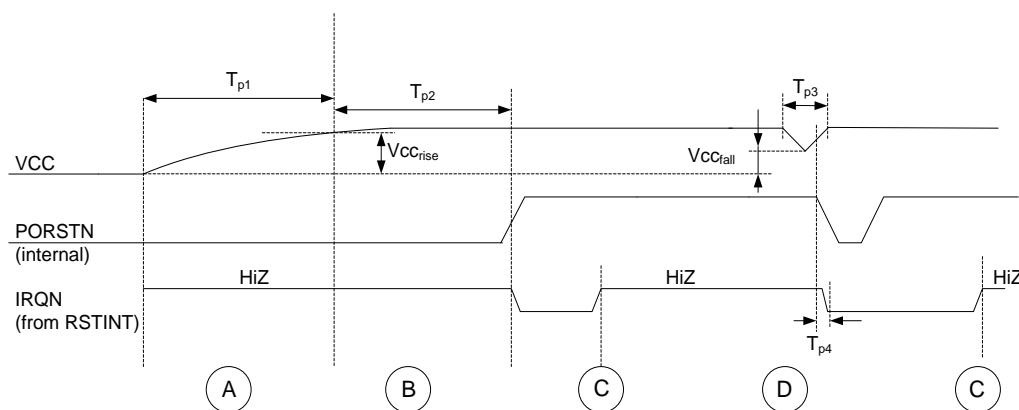 Tp1
Tp2
Tp3
VCCrise
VCCfall
VCC
PORSTN
(internal)
HiZ
HiZ
HiZ
IRQN
(from RSTINT)
Tp4
A
B
C
D
C